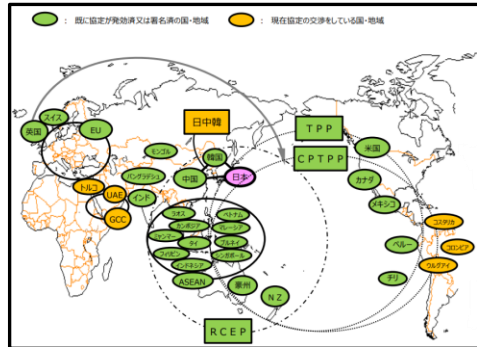 ： 既に協定が発効済又は署名済の国・地域
： 現在協定の交渉をしている国・地域
スイス
英国
EU
日中韓
TPP
CPTPP
モンゴル
韓国
米国
バングラデシュ
中国
日本
カナダ
トルコ
UAE
インド
メキシコ
GCC
ラオス
ベトナム
カンボジア
マレーシア
コスタリカ
ミャンマー
タイ
ブルネイ
ペルー
コロンビア
フィリピン
シンガポール
ウルグアイ
インドネシア
ASEAN
豪州
チリ
NZ
RCEP